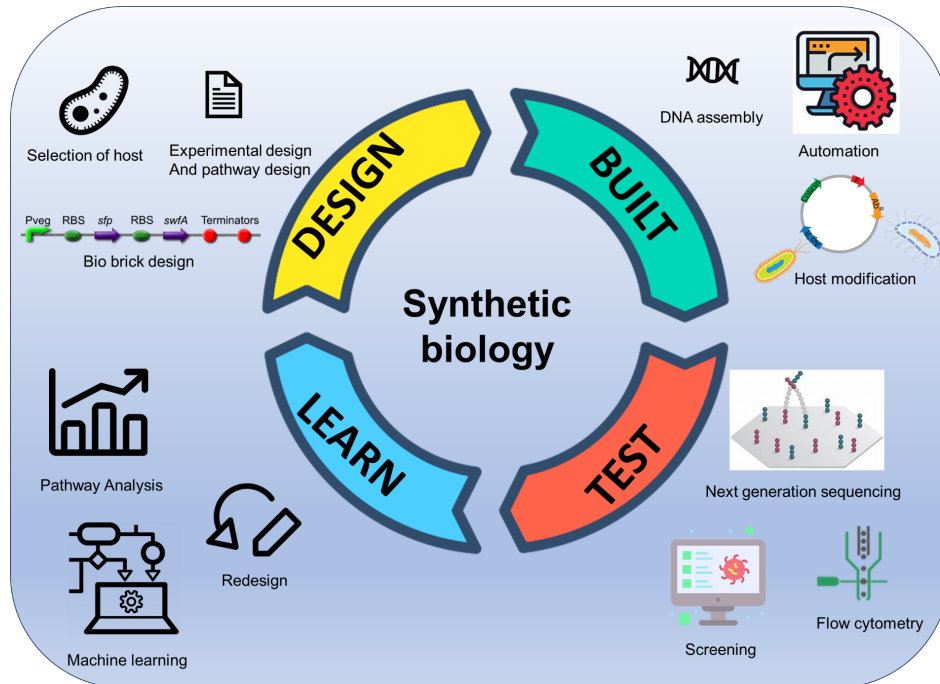 Selection of host
Experimental design
And pathway design
Pveg RBS sfp RBS swfA Terminators
Bio brick design
DESIGN
BUILT
DNA assembly
Automation
Host modification
Synthetic
biology
LEARN
TEST
Pathway Analysis
Redesign
Machine learning
Next generation sequencing
Screening
Flow cytometry